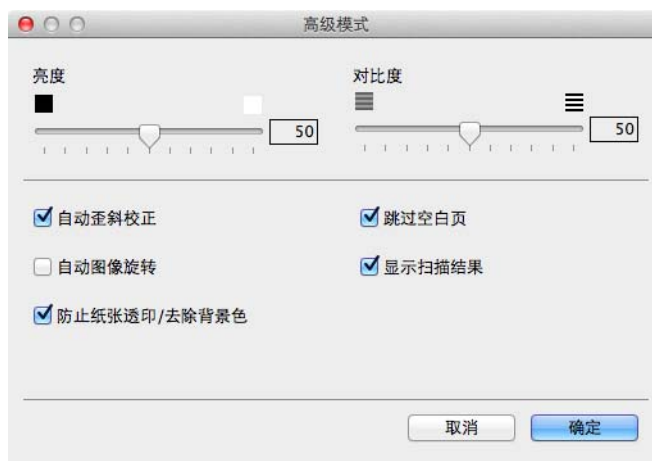 高级模式
亮度 对比度
50 50
自动歪斜校正 跳过空白页
自动图像旋转 显示扫描结果
防止纸张透印/去除背景色
取消 确定